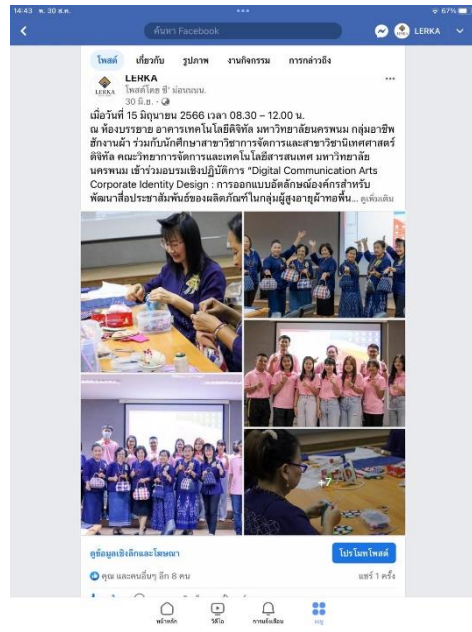 14:43 พ. 30 ส.ค.
67%
ค้นหา Facebook
LERKA
โพสต์ เกี่ยวกับ รูปภาพ งานกิจกรรม การกล่าวถึง
LERKA
LERKA
โพสต์โดย ชี' ม่อนนนน.
30 มิ.ย.
เมื่อวันที่ 15 มิถุนายน 2566 เวลา 08.30 – 12.00 น.
ณ ห้องบรรยาย อาคารเทคโนโลยีดิจิทัล มหาวิทยาลัยนครพนม กลุ่มอาชีพ
ฮักงานผ้า ร่วมกับนักศึกษาสาขาวิชาการจัดการและสาขาวิชานิเทศศาสตร์
ดิจิทัล คณะวิทยาการจัดการและเทคโนโลยีสารสนเทศ มหาวิทยาลัย
นครพนม เข้าร่วมอบรมเชิงปฏิบัติการ “Digital Communication Arts
Corporate Identity Design : การออกแบบอัตลักษณ์องค์กรสำหรับ
พัฒนาสื่อประชาสัมพันธ์ของผลิตภัณฑ์ในกลุ่มผู้สูงอายุผ้าทอพื้น... ดูเพิ่มเติม
+7
ดูข้อมูลเชิงลึกและโฆษณา
โปรโมทโพสต์
คุณ และคนอื่นๆ อีก 8 คน
แชร์ 1 ครั้ง
หน้าหลัก วิดีโอ การแจ้งเตือน เมนู